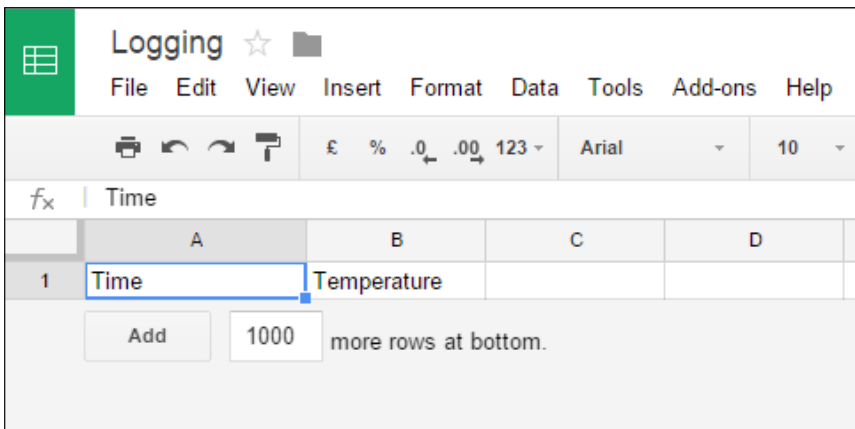 Logging
File Edit View Insert Format Data Tools Add-ons Help
£ % .0 .00 123 Arial 10
fx Time
A B C D
1 Time Temperature
Add 1000 more rows at bottom.